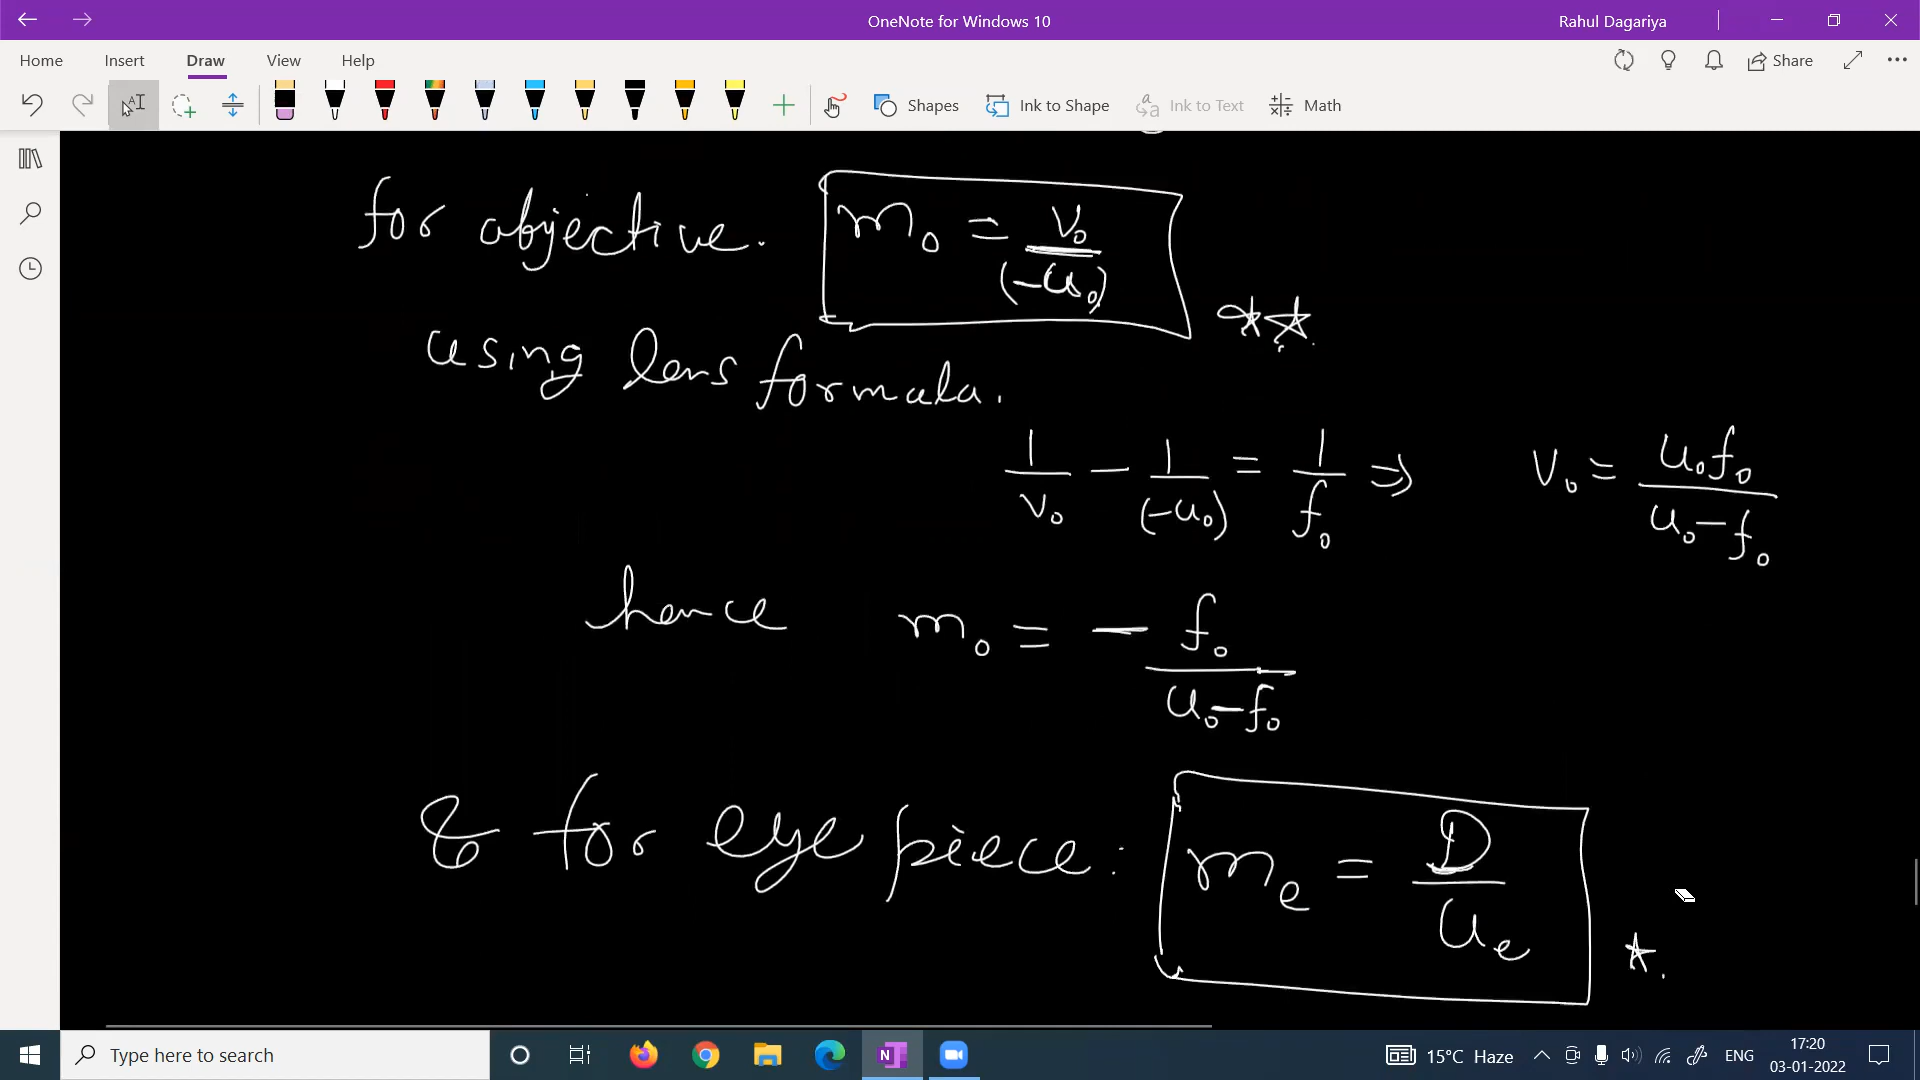 OneNote for Windows 10
Rahul Dagariya
Home Insert Draw View Help
Share
Shapes Ink to Shape Ink to Text Math
for objective. m₀ = v₀/(-u₀)
using lens formula.
1/v₀ - 1/(-u₀) = 1/f₀ ⇒ v₀ = u₀f₀/(u₀-f₀)
hence m₀ = - f₀/(u₀-f₀)
& for eye piece: mₑ = D/uₑ
Type here to search
15°C Haze
ENG
17:20
03-01-2022